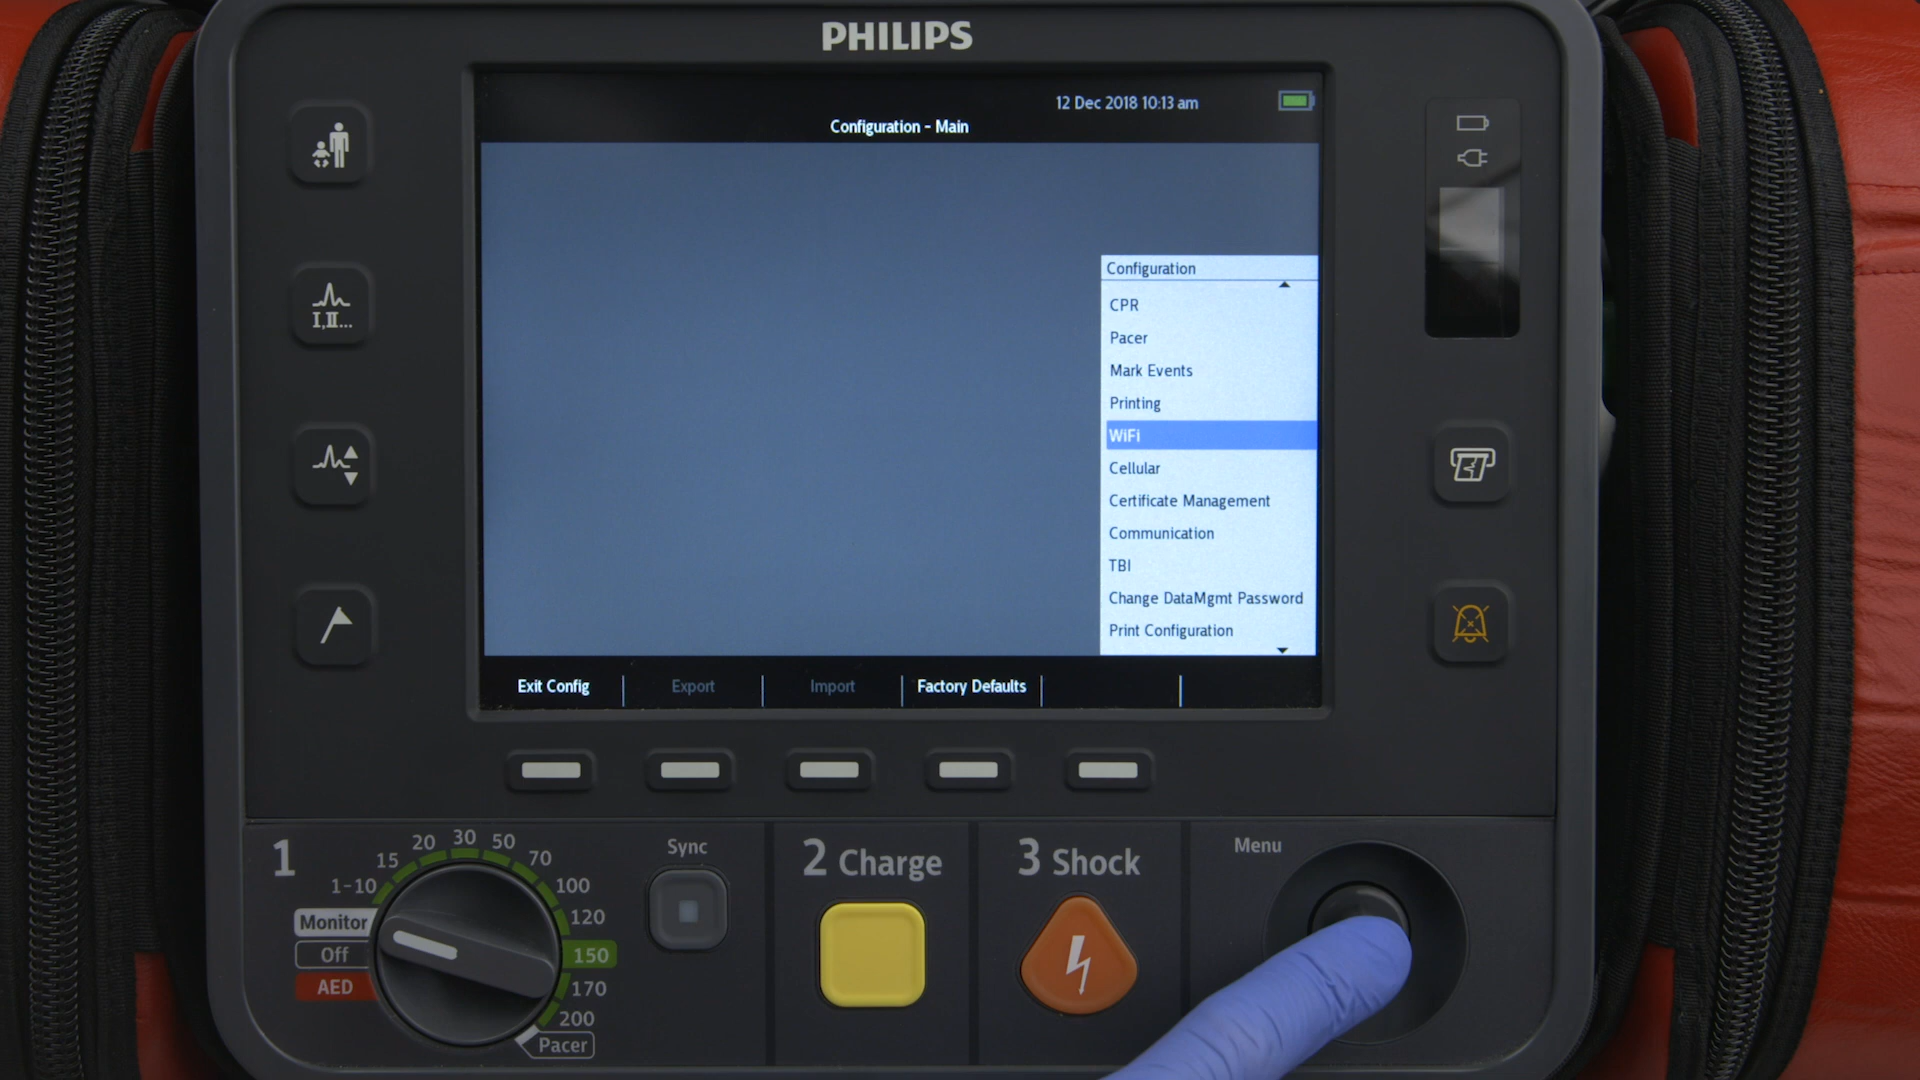 PHILIPS
12 Dec 2018 10:13 am
Configuration - Main
I,II...
Configuration
CPR
Pacer
Mark Events
Printing
WiFi
Cellular
Certificate Management
Communication
TBI
Change DataMgmt Password
Print Configuration
Exit Config
Export
Import
Factory Defaults
1
1-10
15
20
30
50
70
100
120
150
170
200
Pacer
Monitor
Off
AED
Sync
2 Charge
3 Shock
Menu